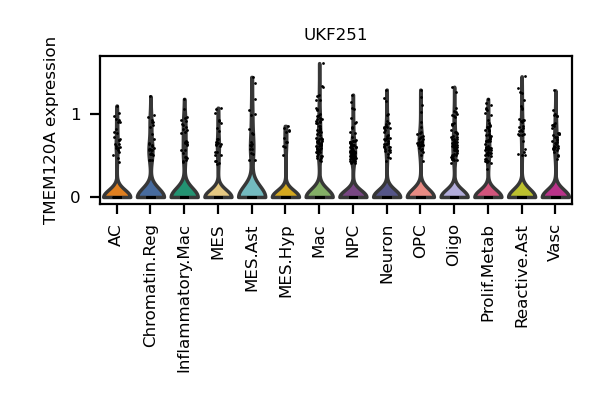 UKF251
TMEM120A expression
1
0
AC
Chromatin.Reg
Inflammatory.Mac
MES
MES.Ast
MES.Hyp
Mac
NPC
Neuron
OPC
Oligo
Prolif.Metab
Reactive.Ast
Vasc